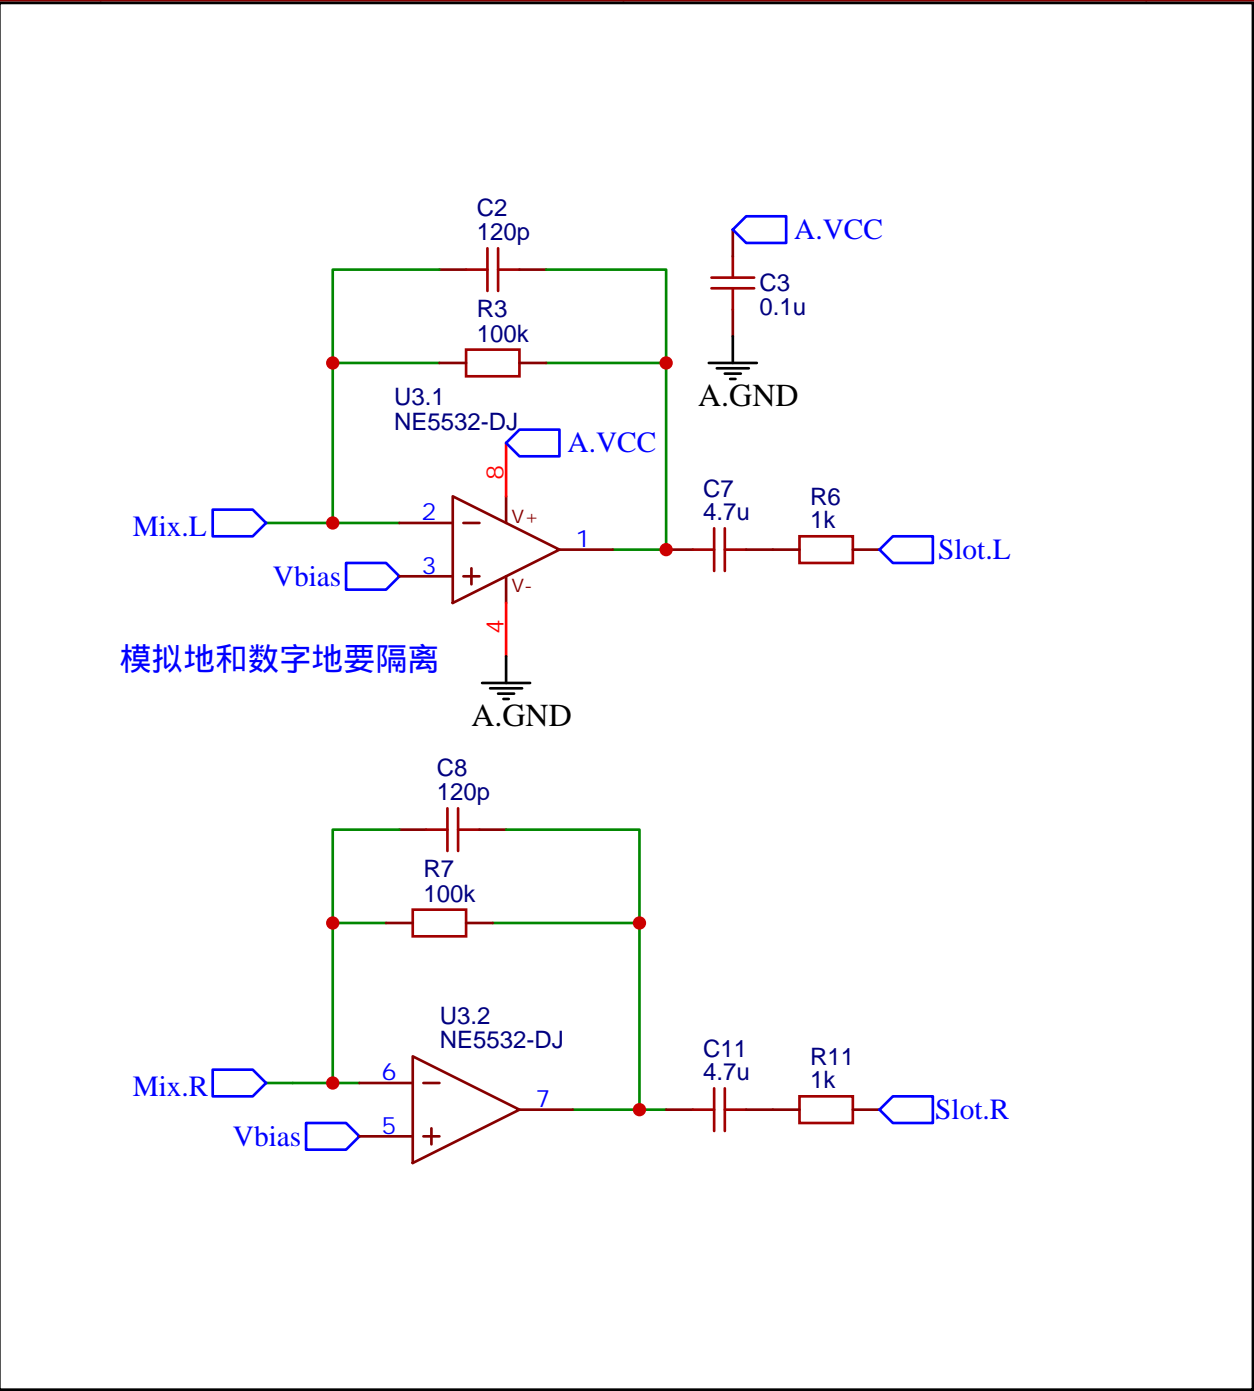 C2
120p
A.VCC
C3
0.1u
R3
100k
A.GND
U3.1
NE5532-DJ
A.VCC
8
C7
4.7u
R6
1k
Mix.L
2
V+
1
Slot.L
Vbias
3
V-
4
模拟地和数字地要隔离
A.GND
C8
120p
R7
100k
U3.2
NE5532-DJ
C11
4.7u
R11
1k
Mix.R
6
7
Slot.R
Vbias
5